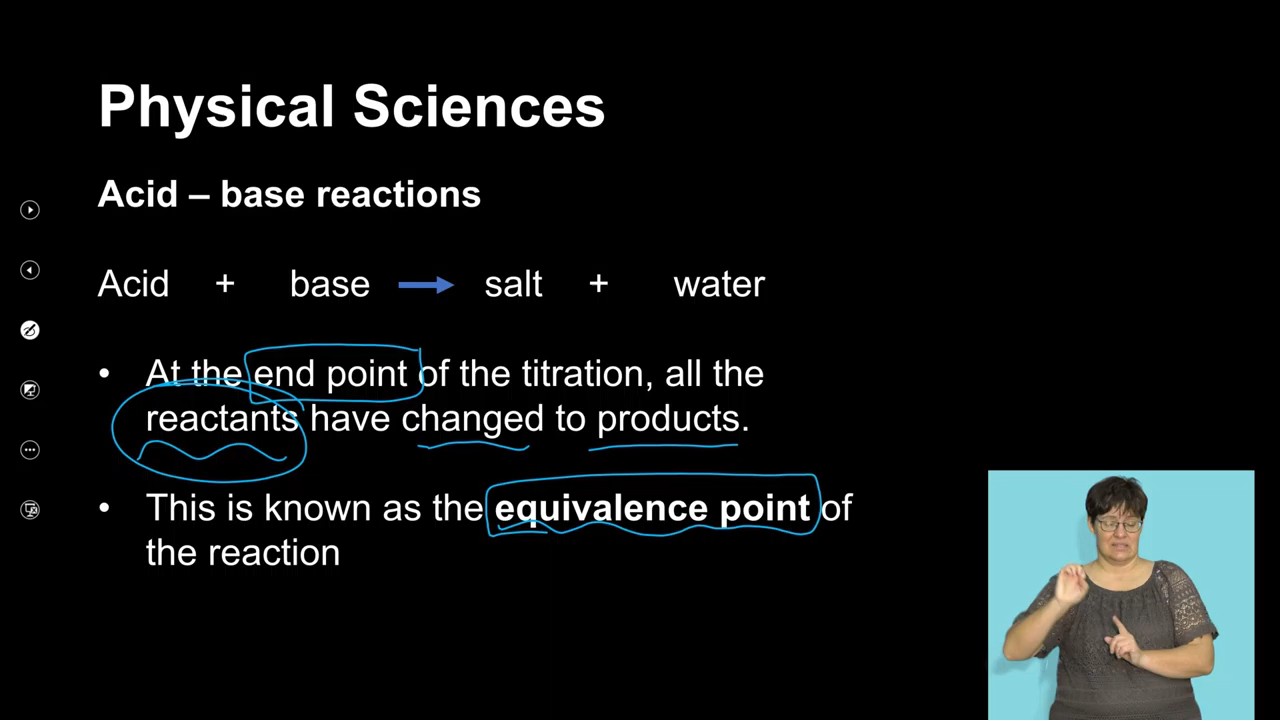 Physical Sciences
Acid – base reactions
Acid + base → salt + water
• At the end point of the titration, all the
reactants have changed to products.
• This is known as the equivalence point of
the reaction